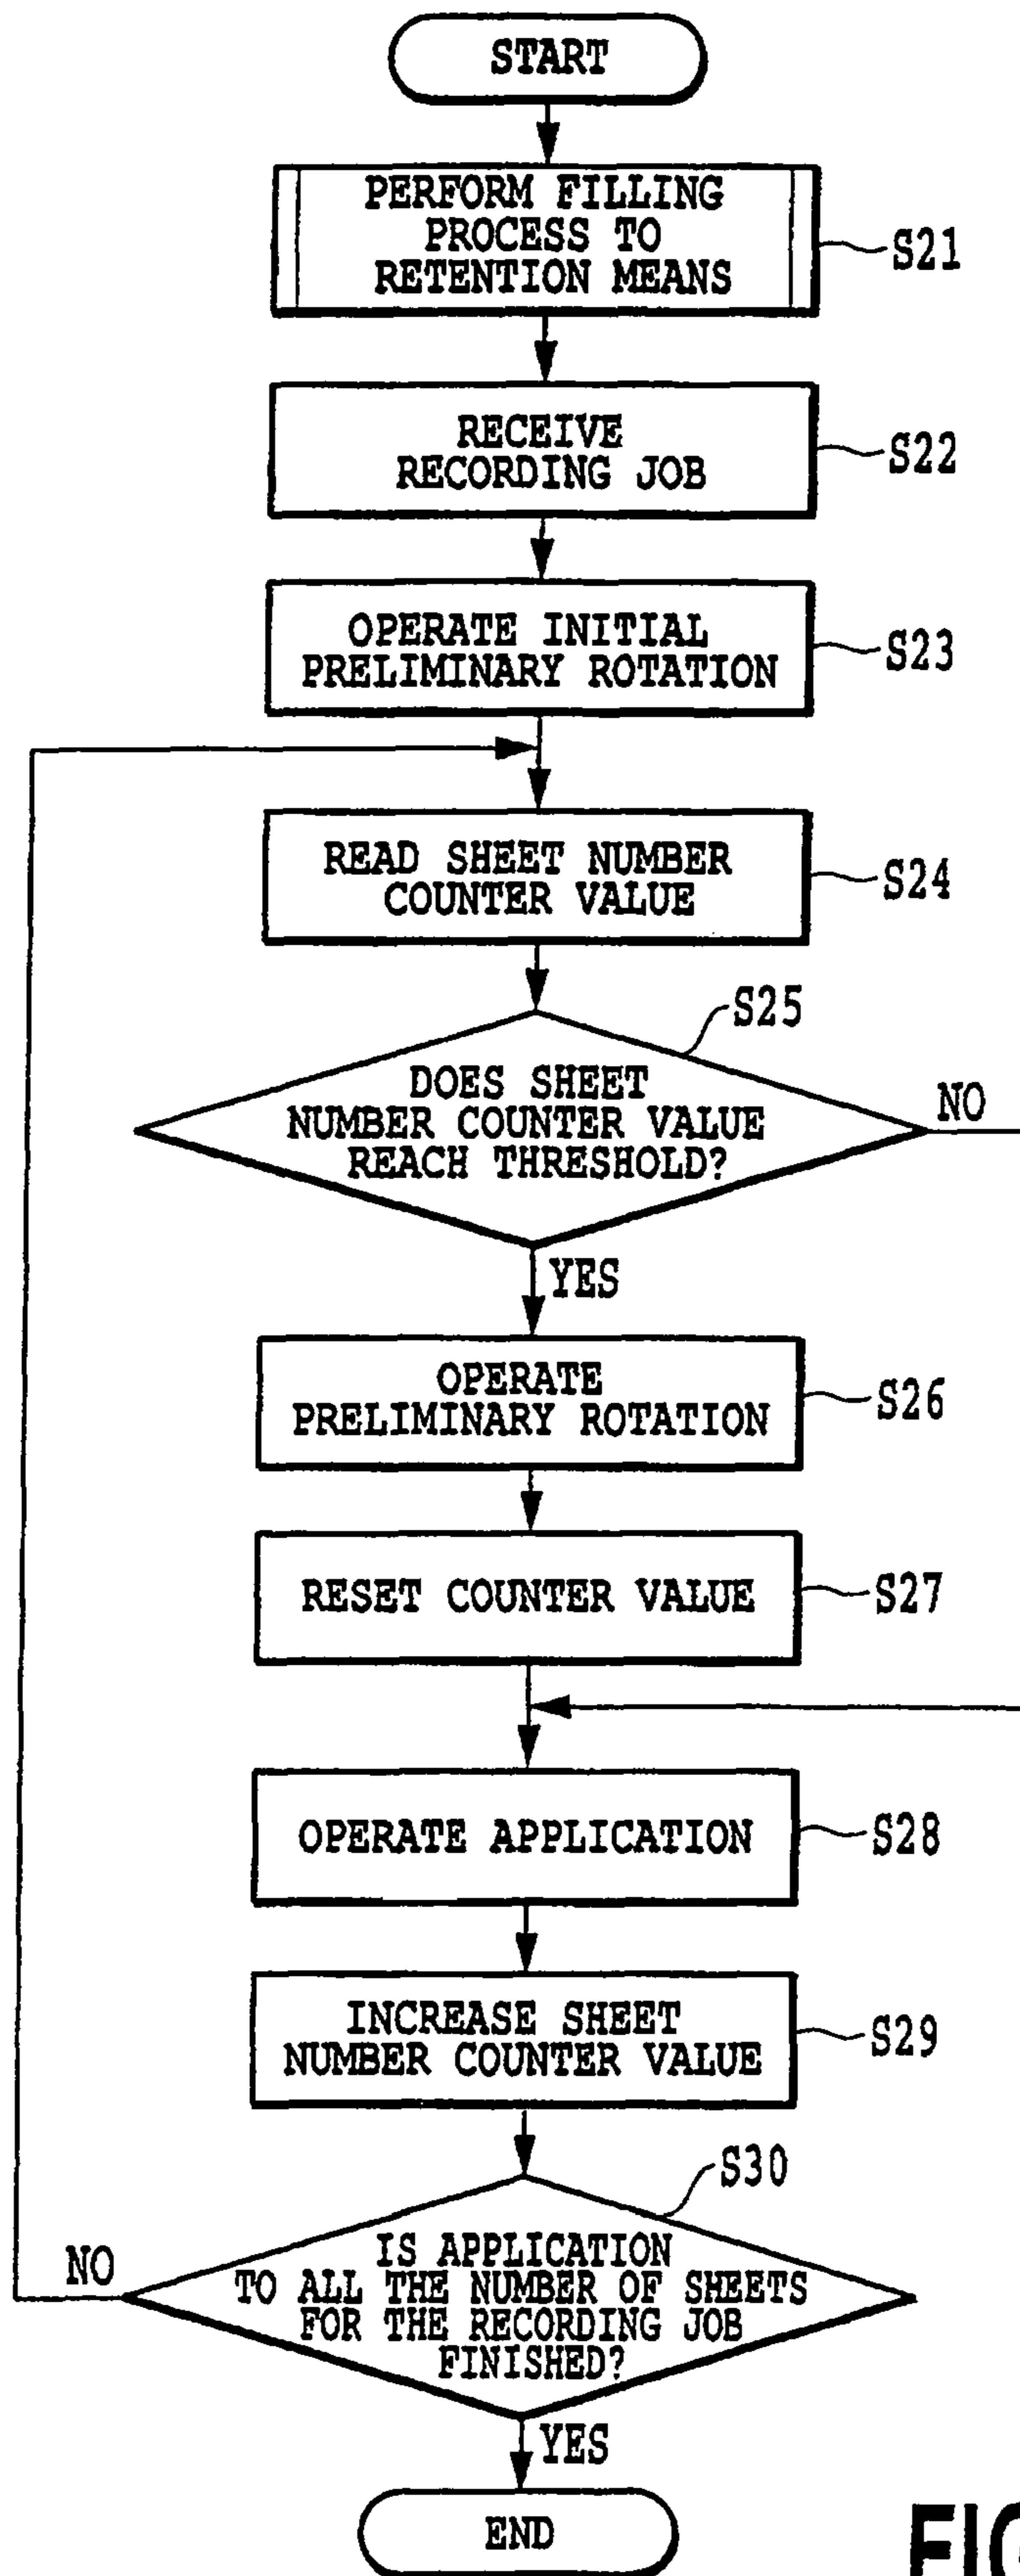 START
PERFORM FILLING
PROCESS TO
RETENTION MEANS
S21
RECEIVE
RECORDING JOB
S22
OPERATE INITIAL
PRELIMINARY ROTATION
S23
READ SHEET NUMBER
COUNTER VALUE
S24
S25
DOES SHEET
NUMBER COUNTER VALUE
REACH THRESHOLD?
NO
YES
OPERATE
PRELIMINARY ROTATION
S26
RESET COUNTER VALUE
S27
OPERATE APPLICATION
S28
INCREASE SHEET
NUMBER COUNTER VALUE
S29
S30
IS APPLICATION
TO ALL THE NUMBER OF SHEETS
FOR THE RECORDING JOB
FINISHED?
NO
YES
END